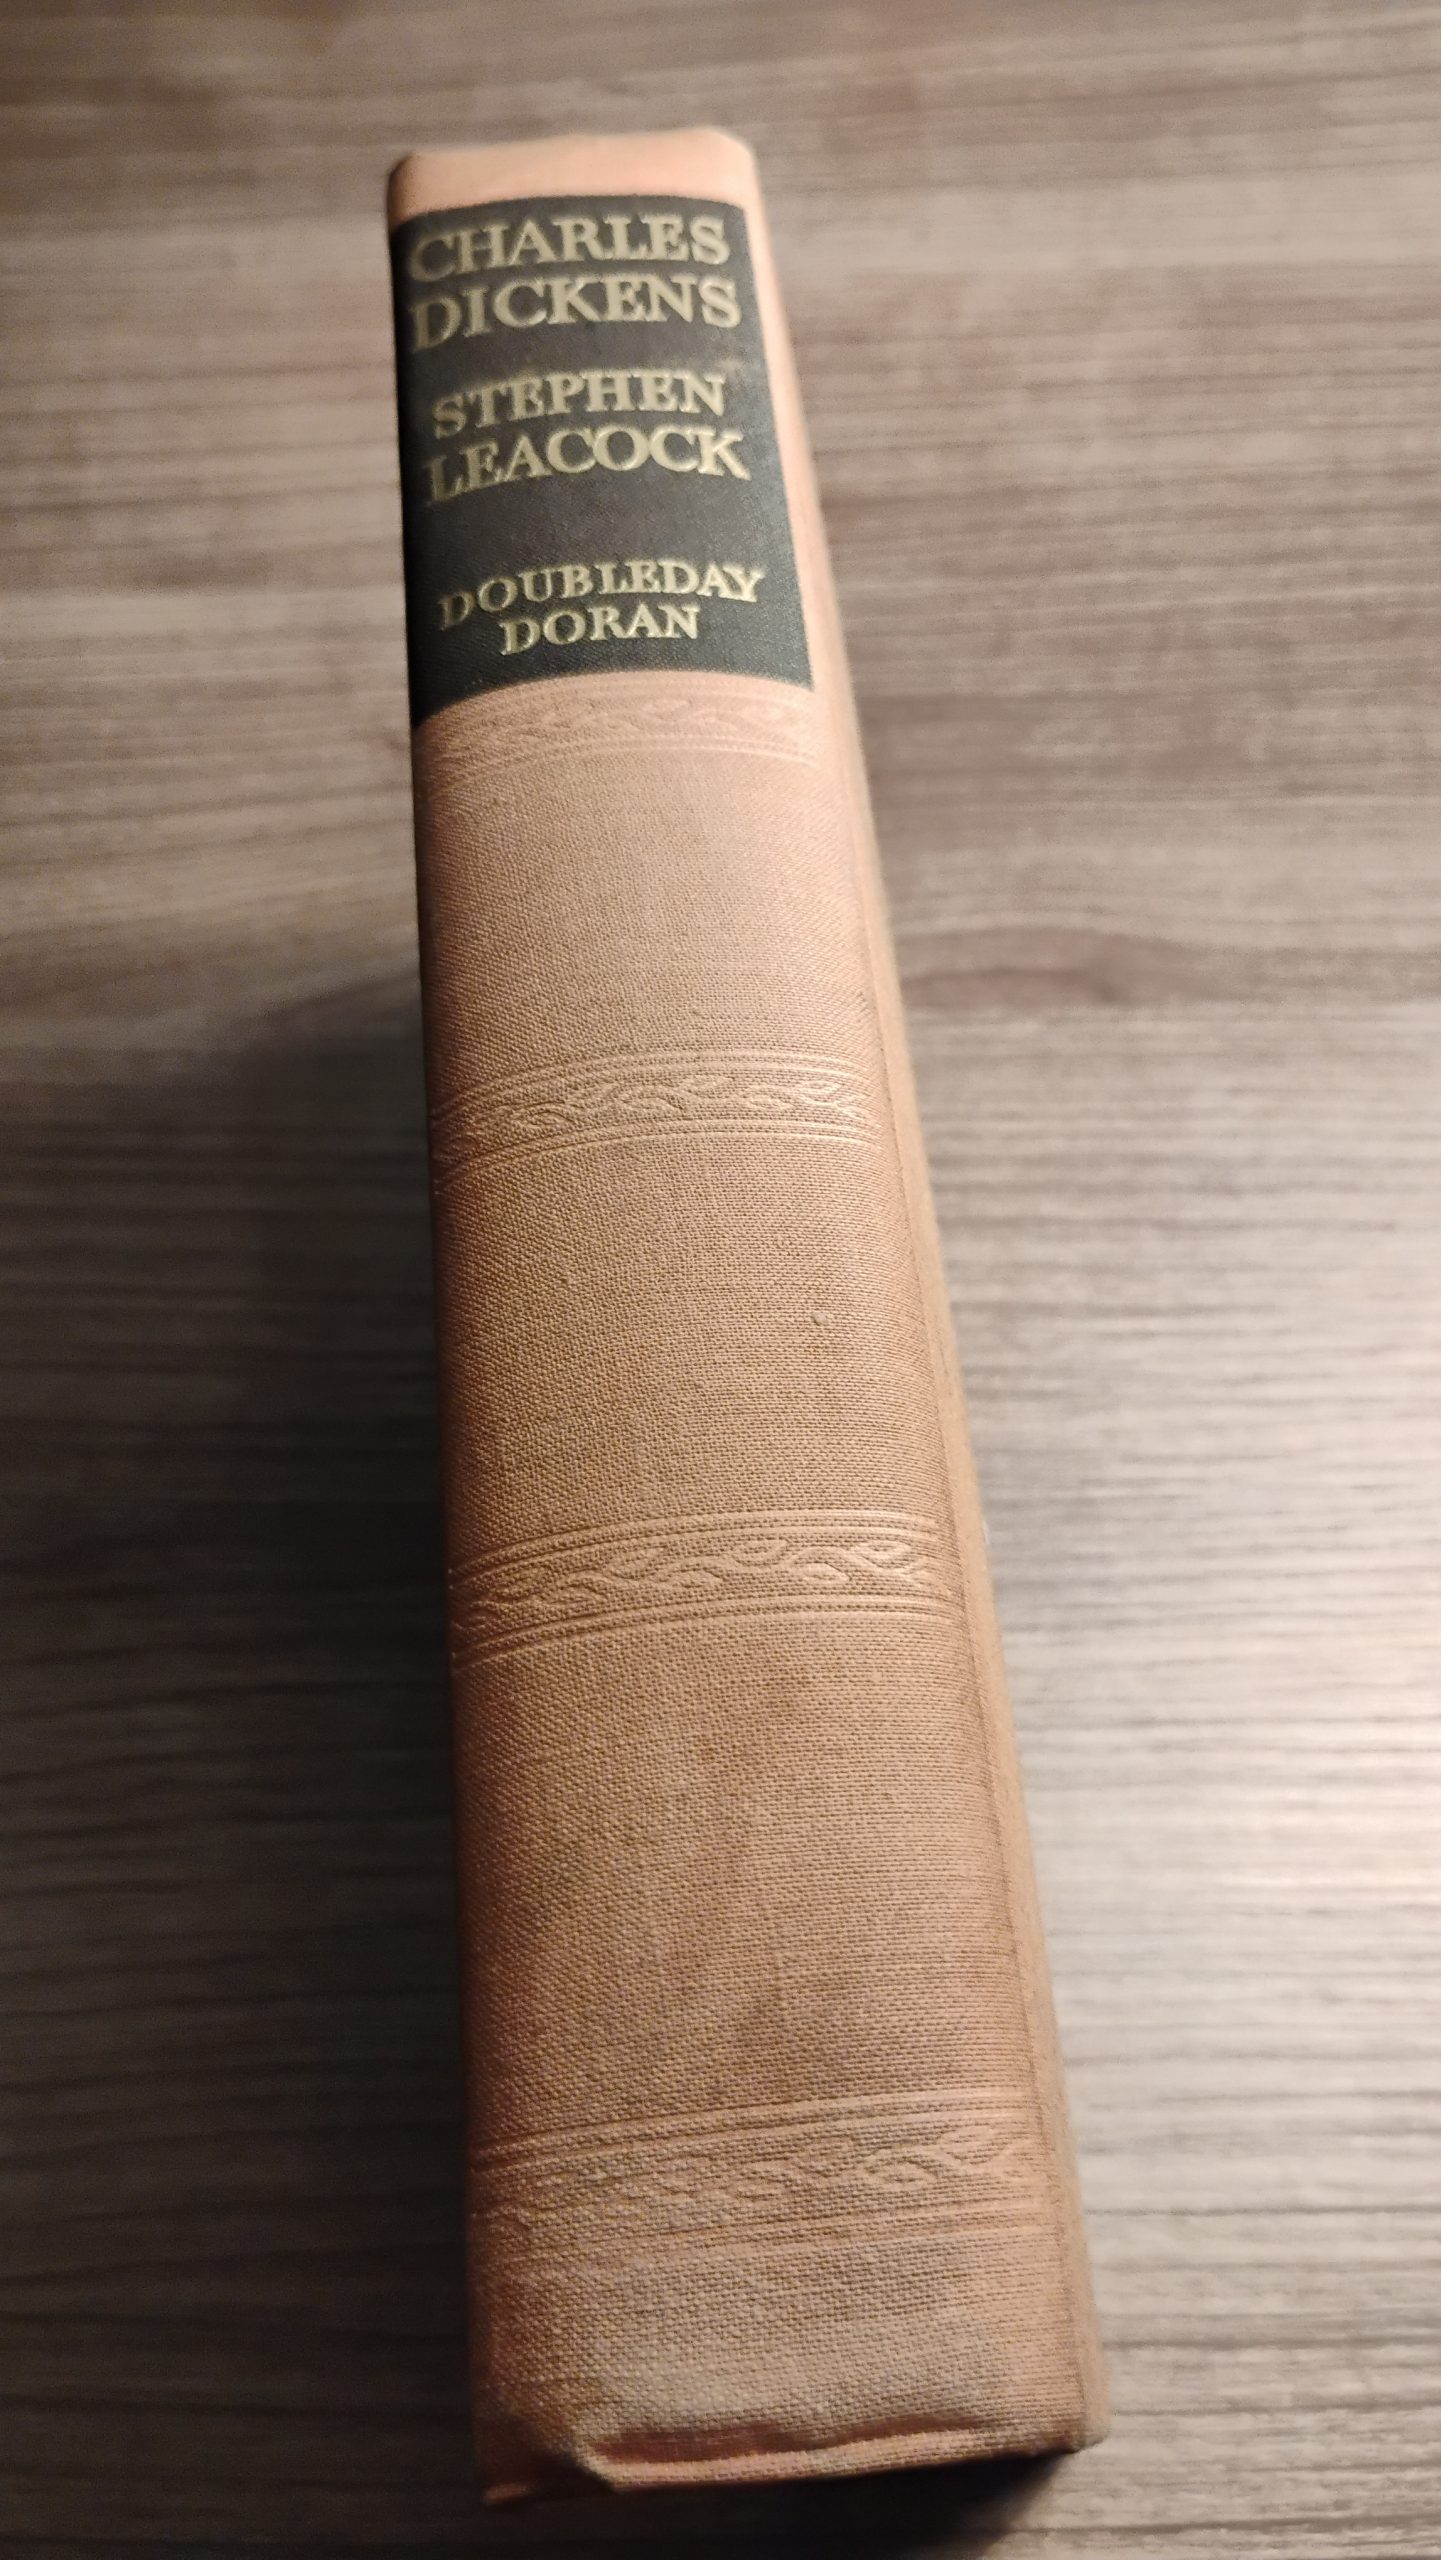 CHARLES
DICKENS
STEPHEN
LEACOCK
DOUBLEDAY
DORAN